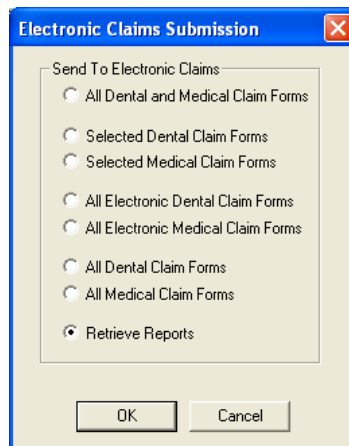 Electronic Claims Submission
Send To Electronic Claims
All Dental and Medical Claim Forms
Selected Dental Claim Forms
Selected Medical Claim Forms
All Electronic Dental Claim Forms
All Electronic Medical Claim Forms
All Dental Claim Forms
All Medical Claim Forms
Retrieve Reports
OK Cancel